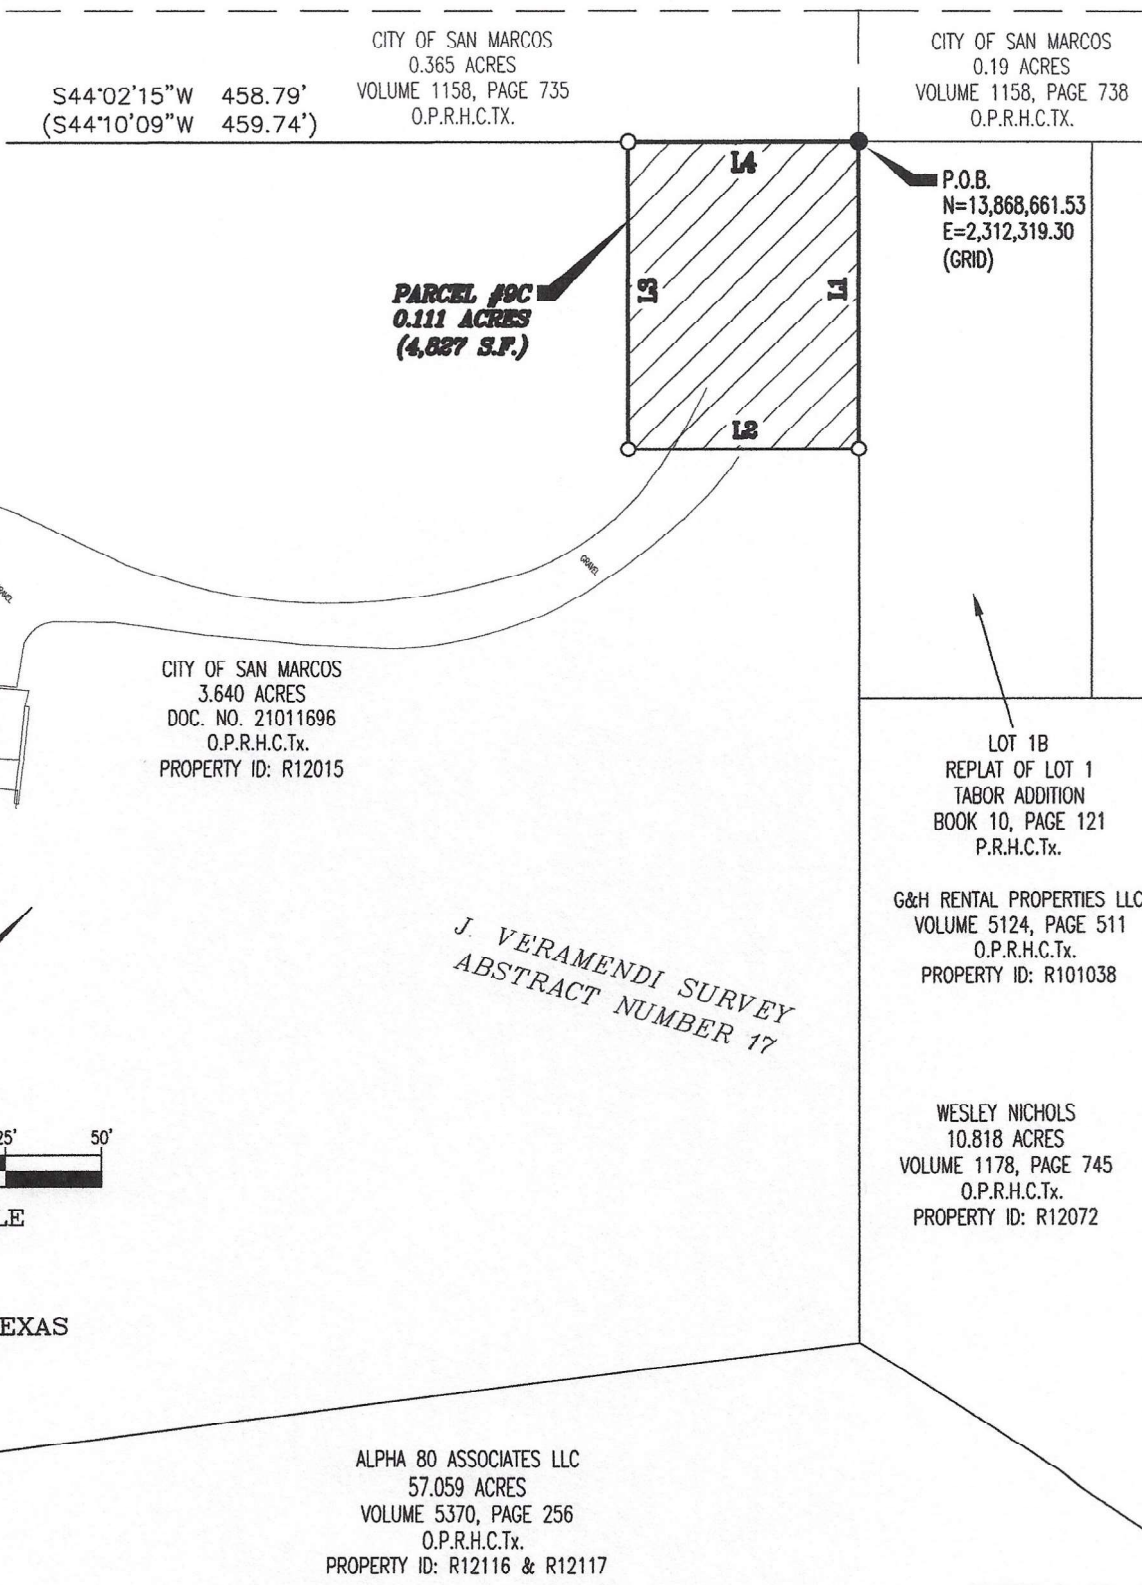 CITY OF SAN MARCOS
0.365 ACRES
VOLUME 1158, PAGE 735
O.P.R.H.C.TX.
CITY OF SAN MARCOS
0.19 ACRES
VOLUME 1158, PAGE 738
O.P.R.H.C.TX.
S44°02'15"W 458.79'
(S44°10'09"W 459.74')
L4
P.O.B.
N=13,868,661.53
E=2,312,319.30
(GRID)
PARCEL #9C
0.111 ACRES
(4,827 S.F.)
L3
L1
L2
GRAVEL
CITY OF SAN MARCOS
3.640 ACRES
DOC. NO. 21011696
O.P.R.H.C.Tx.
PROPERTY ID: R12015
LOT 1B
REPLAT OF LOT 1
TABOR ADDITION
BOOK 10, PAGE 121
P.R.H.C.Tx.
G&H RENTAL PROPERTIES LLC
VOLUME 5124, PAGE 511
O.P.R.H.C.Tx.
PROPERTY ID: R101038
J. VERAMENDI SURVEY
ABSTRACT NUMBER 17
WESLEY NICHOLS
10.818 ACRES
VOLUME 1178, PAGE 745
O.P.R.H.C.Tx.
PROPERTY ID: R12072
25' 50'
LE
EXAS
ALPHA 80 ASSOCIATES LLC
57.059 ACRES
VOLUME 5370, PAGE 256
O.P.R.H.C.Tx.
PROPERTY ID: R12116 & R12117